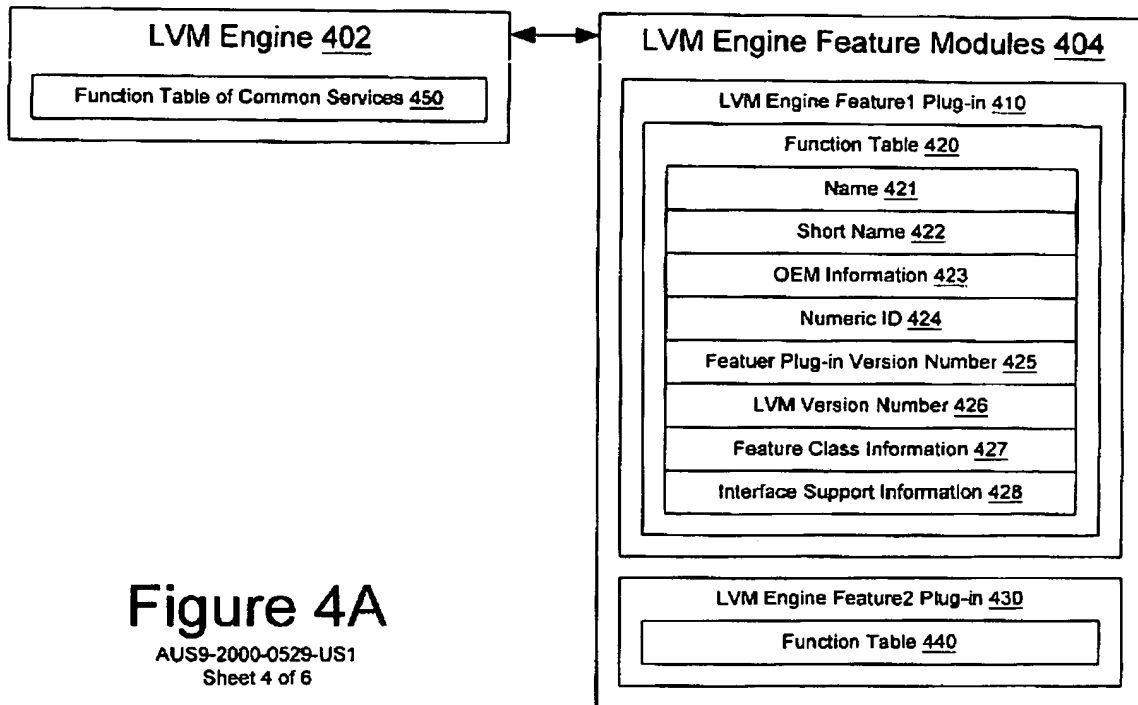 LVM Engine 402
Function Table of Common Services 450
LVM Engine Feature Modules 404
LVM Engine Feature1 Plug-in 410
Function Table 420
Name 421
Short Name 422
OEM Information 423
Numeric ID 424
Featuer Plug-in Version Number 425
LVM Version Number 426
Feature Class Information 427
Interface Support Information 428
LVM Engine Feature2 Plug-in 430
Function Table 440
Figure 4A
AUS9-2000-0529-US1
Sheet 4 of 6